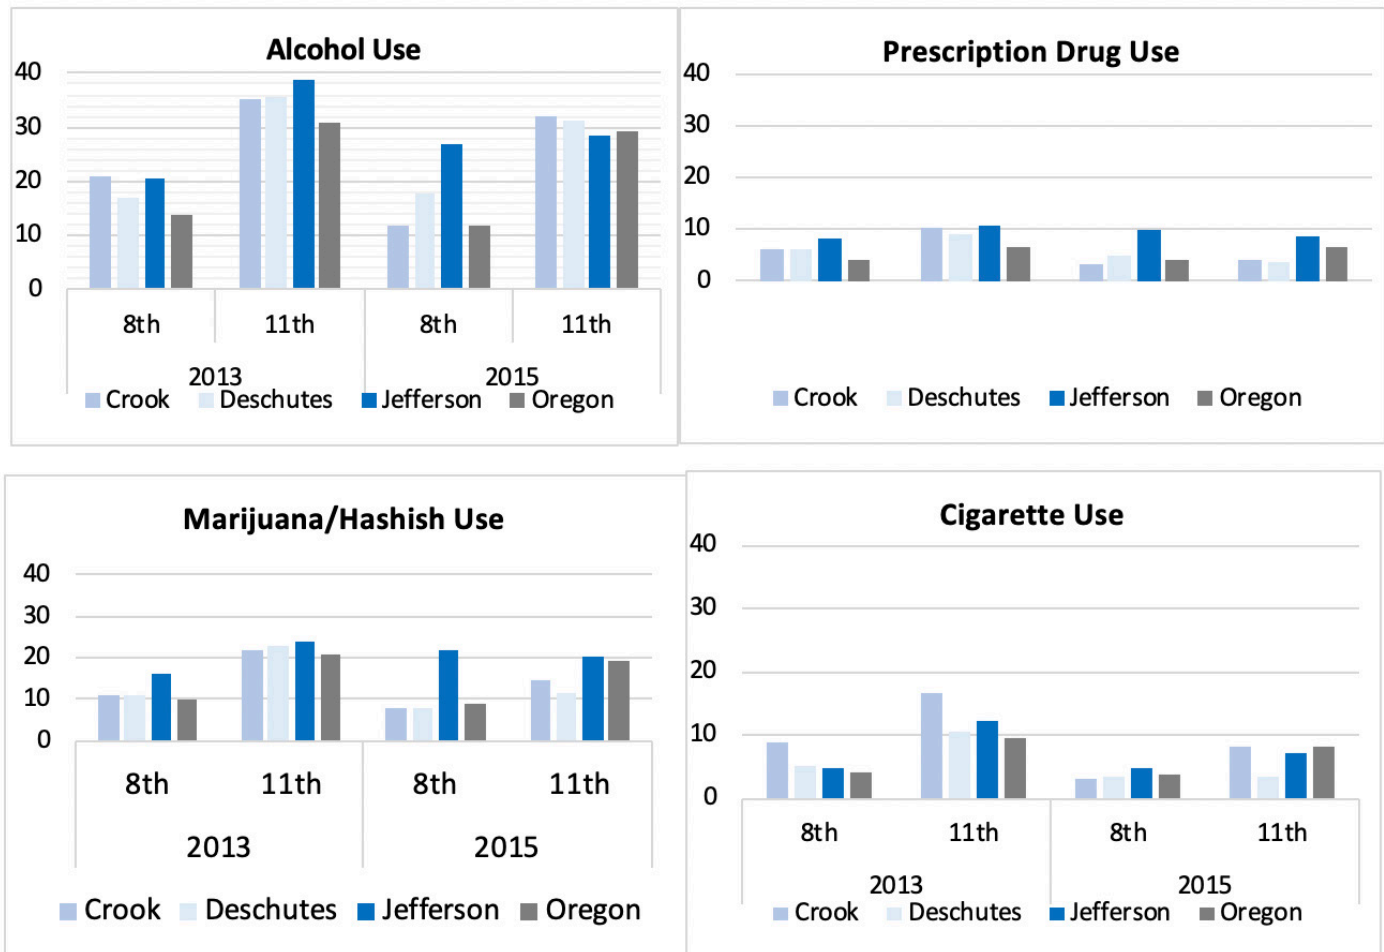 Alcohol Use
40
30
20
10
0
8th 11th 8th 11th
2013 2015
Crook Deschutes Jefferson Oregon
Prescription Drug Use
40
30
20
10
0
Crook Deschutes Jefferson Oregon
Marijuana/Hashish Use
40
30
20
10
0
8th 11th 8th 11th
2013 2015
Crook Deschutes Jefferson Oregon
Cigarette Use
40
30
20
10
0
8th 11th 8th 11th
2013 2015
Crook Deschutes Jefferson Oregon